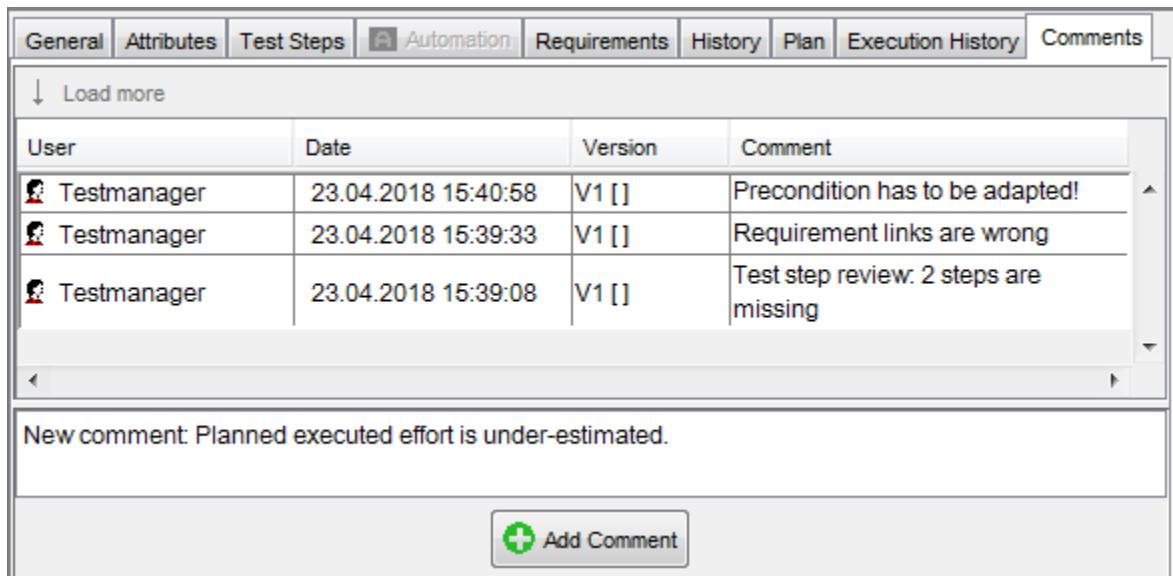 General Attributes Test Steps A Automation Requirements History Plan Execution History Comments
↓ Load more
User Date Version Comment
Testmanager 23.04.2018 15:40:58 V1 [] Precondition has to be adapted!
Testmanager 23.04.2018 15:39:33 V1 [] Requirement links are wrong
Testmanager 23.04.2018 15:39:08 V1 [] Test step review: 2 steps are
missing
New comment: Planned executed effort is under-estimated.
Add Comment